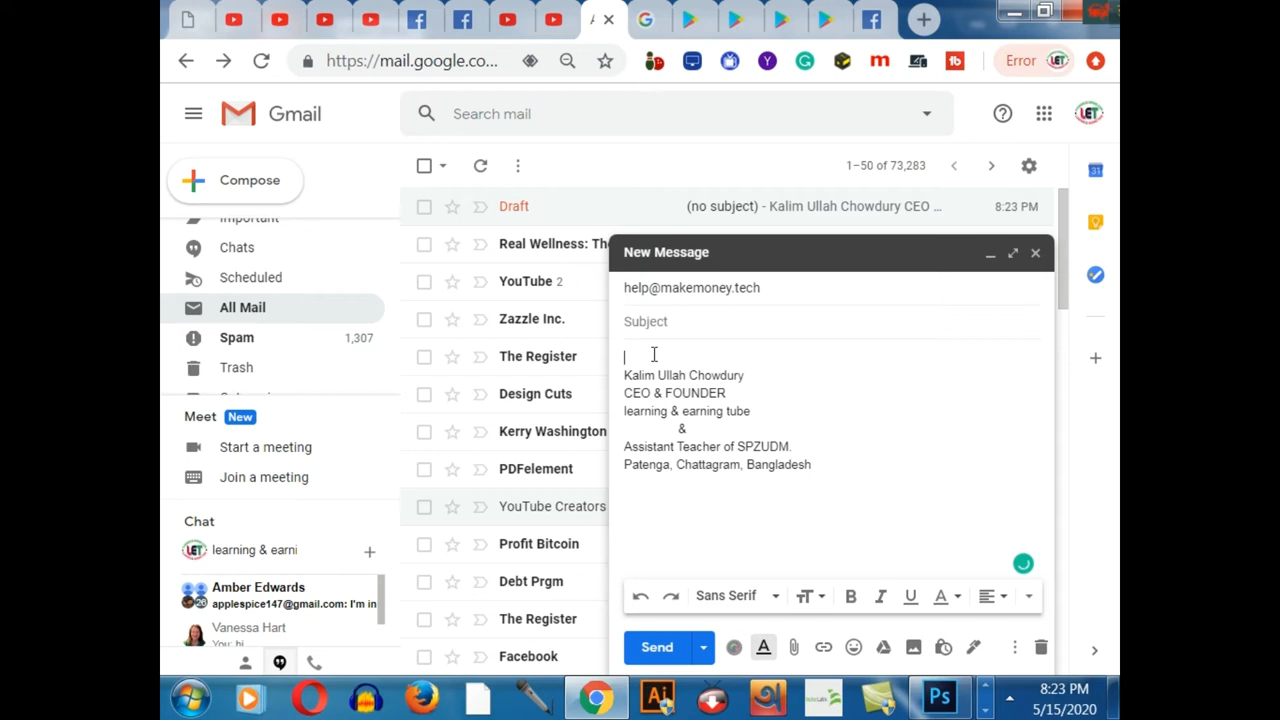 https://mail.google.co...
Error
Gmail
Search mail
Compose
1–50 of 73,283
Important
Chats
Scheduled
All Mail
Spam 1,307
Trash
Meet New
Start a meeting
Join a meeting
Chat
learning & earni
Amber Edwards
applespice147@gmail.com: I'm in
Vanessa Hart
You: hi
Draft (no subject) - Kalim Ullah Chowdury CEO ... 8:23 PM
Real Wellness: The
YouTube 2
Zazzle Inc.
The Register
Design Cuts
Kerry Washington
PDFelement
YouTube Creators
Profit Bitcoin
Debt Prgm
The Register
Facebook
New Message
help@makemoney.tech
Subject
Kalim Ullah Chowdury
CEO & FOUNDER
learning & earning tube
&
Assistant Teacher of SPZUDM.
Patenga, Chattagram, Bangladesh
Sans Serif
Send
8:23 PM
5/15/2020